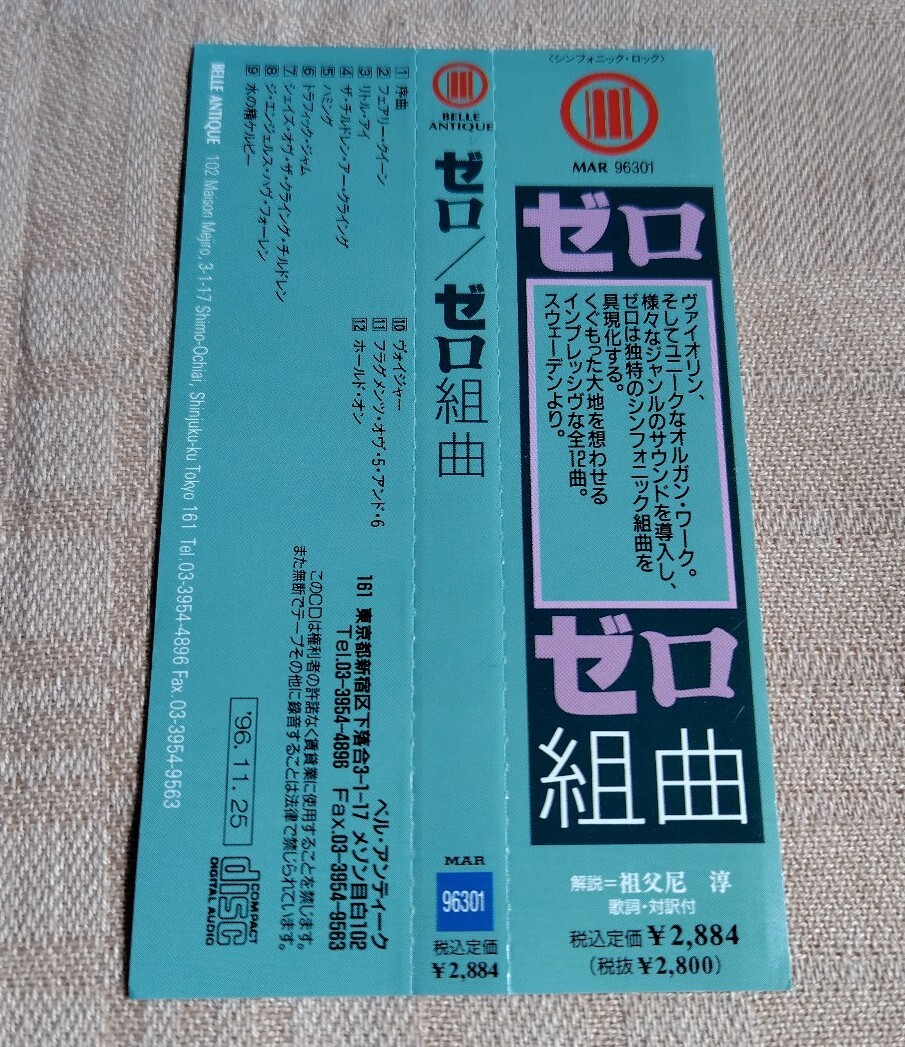 〈シンフォニック・ロック〉
MAR 96301
ゼロ
ヴァイオリン、
そしてユニークなオルガン・ワーク。
様々なジャンルのサウンドを導入し、
ゼロは独特のシンフォニック組曲を
具現化する。
くぐもった大地を想わせる
インプレッシヴな全12曲。
スウェーデンより。
ゼロ
組曲
解説=祖父尼 淳
歌詞・対訳付
税込定価¥2,884
(税抜¥2,800)
BELLE
ANTIQUE
ゼロ/ゼロ組曲
MAR
96301
税込定価
¥2,884
1 序曲
2 フェアリー・クイーン
3 リトル・アイ
4 ザ・チルドレン・アー・クライング
5 ハミング
6 トラフィック・ジャム
7 シェイズ・オヴ・ザ・クライング・チルドレン
8 ジ・エンジェルス・ハヴ・フォーレン
9 水の精ケルピー
10 ヴォイジャー
11 フラグメンツ・オヴ・5・アンド・6
12 ホールド・オン
ベル・アンティーク
161 東京都新宿区下落合3-1-17 メゾン目白102
Tel.03-3954-4896 Fax.03-3954-9563
このCDは権利者の許諾なく賃貸業に使用することを禁じます。
また無断でテープその他に録音することは法律で禁じられています。
'96.11.25
COMPACT
disc
DIGITAL AUDIO
BELLE ANTIQUE 102 Maison Mejiro, 3-1-17 Shimo-Ochiai, Shinjuku-ku Tokyo 161 Tel. 03-3954-4896 Fax. 03-3954-9563